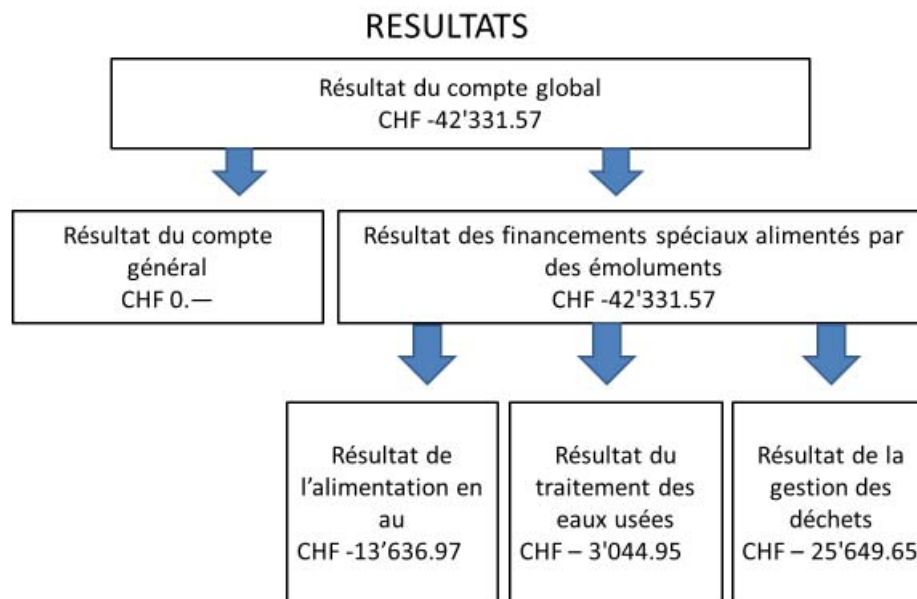 RESULTATS
Résultat du compte global
CHF -42'331.57
Résultat du compte
général
CHF 0.—
Résultat des financements spéciaux alimentés par
des émoluments
CHF -42'331.57
Résultat de
l’alimentation en
au
CHF -13’636.97
Résultat du
traitement des
eaux usées
CHF – 3'044.95
Résultat de la
gestion des
déchets
CHF – 25'649.65